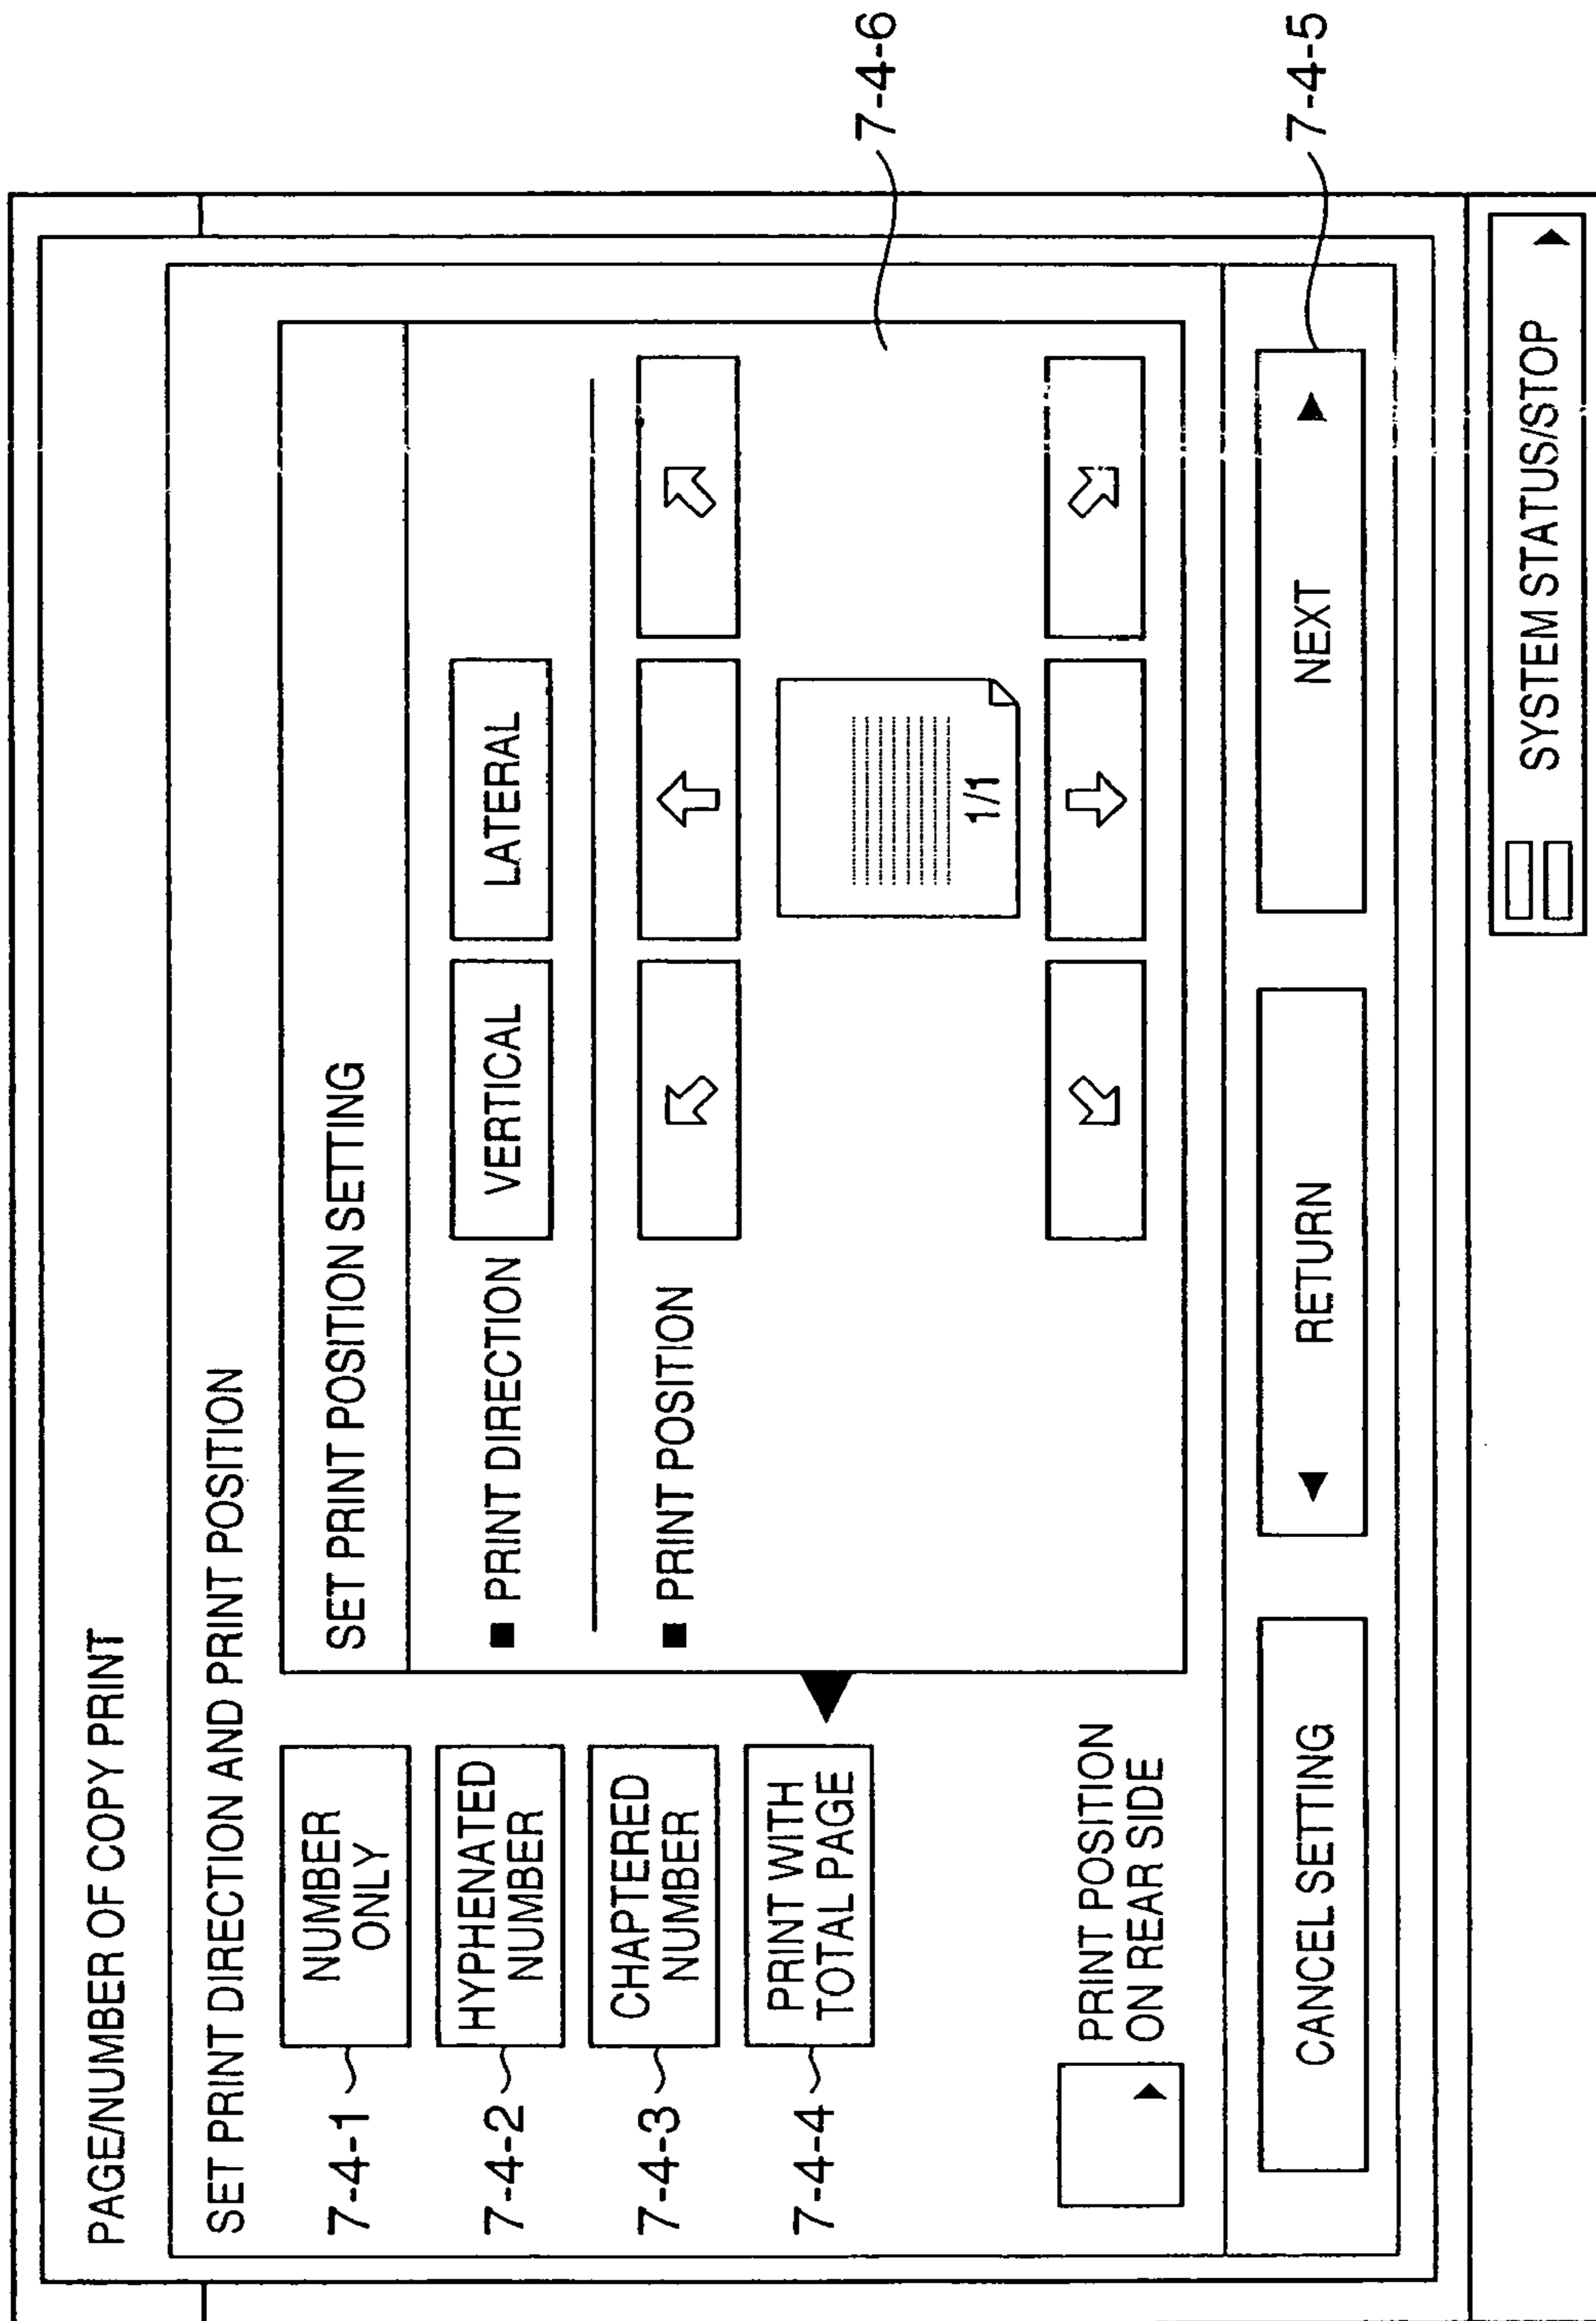 PAGE/NUMBER OF COPY PRINT
SET PRINT DIRECTION AND PRINT POSITION
7-4-1
NUMBER
ONLY
7-4-2
HYPHENATED
NUMBER
7-4-3
CHAPTERED
NUMBER
7-4-4
PRINT WITH
TOTAL PAGE
PRINT POSITION
ON REAR SIDE
SET PRINT POSITION SETTING
■ PRINT DIRECTION
VERTICAL
LATERAL
■ PRINT POSITION
1/1
7-4-6
CANCEL SETTING
RETURN
NEXT
7-4-5
SYSTEM STATUS/STOP